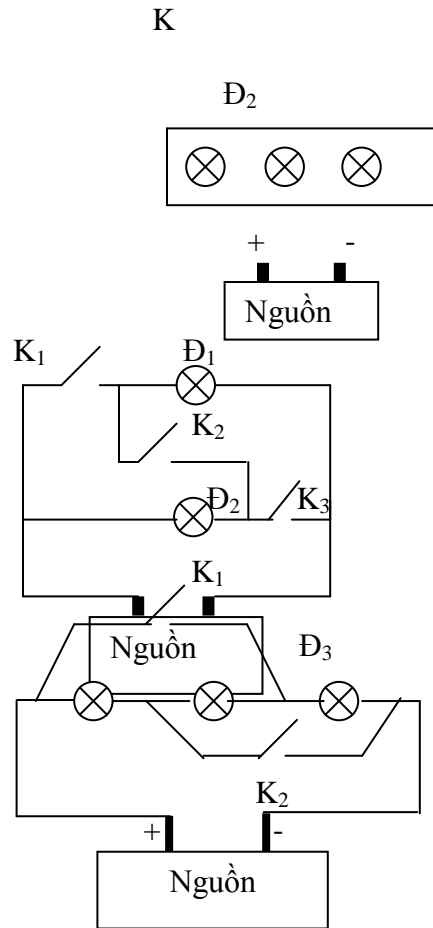 K
Đ2
+ -
Nguồn
K1 Đ1
K2
Đ2 K3
K1
Nguồn Đ3
K2
+ -
Nguồn